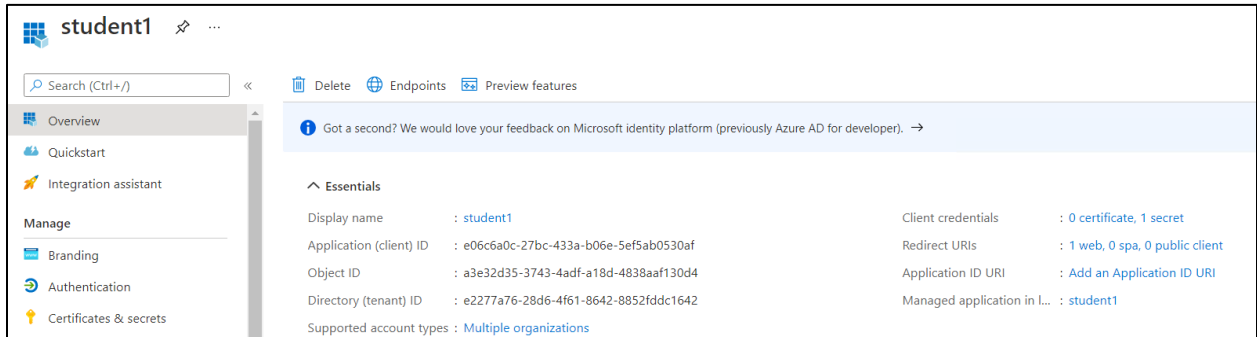 student1
...
Search (Ctrl+/)
«
Overview
Quickstart
Integration assistant
Manage
Branding
Authentication
Certificates & secrets
Delete Endpoints Preview features
Got a second? We would love your feedback on Microsoft identity platform (previously Azure AD for developer). →
Essentials
Display name : student1
Application (client) ID : e06c6a0c-27bc-433a-b06e-5ef5ab0530af
Object ID : a3e32d35-3743-4adf-a18d-4838aaf130d4
Directory (tenant) ID : e2277a76-28d6-4f61-8642-8852fddc1642
Supported account types : Multiple organizations
Client credentials : 0 certificate, 1 secret
Redirect URIs : 1 web, 0 spa, 0 public client
Application ID URI : Add an Application ID URI
Managed application in l... : student1